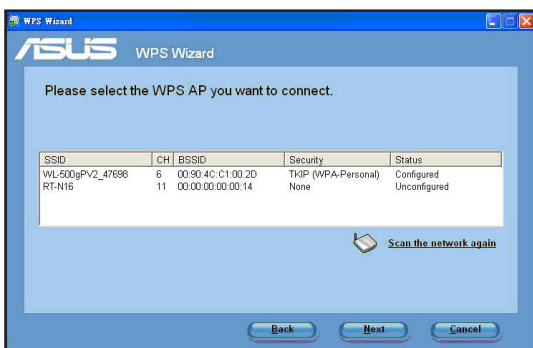 WPS Wizard
ASUS WPS Wizard
Please select the WPS AP you want to connect.
SSID CH BSSID Security Status
WL-500gPV2_47698 6 00:90:4C:C1:00:2D TKIP (WPA-Personal) Configured
RT-N16 11 00:00:00:00:00:14 None Unconfigured
Scan the network again
Back Next Cancel